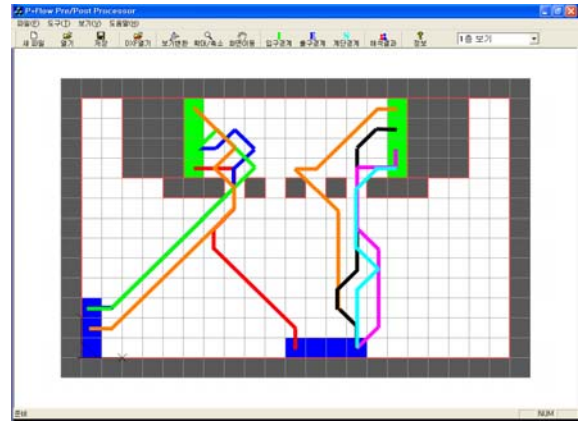 P+Flow Pre/Post Processor
파일(F) 도구(T) 보기(V) 도움말(H)
새 파일 열기 저장 DXF열기 보기변환 확대/축소 화면이동 입구경계 출구경계 계단경계 해석결과 정보 1층 보기
준비 NUM